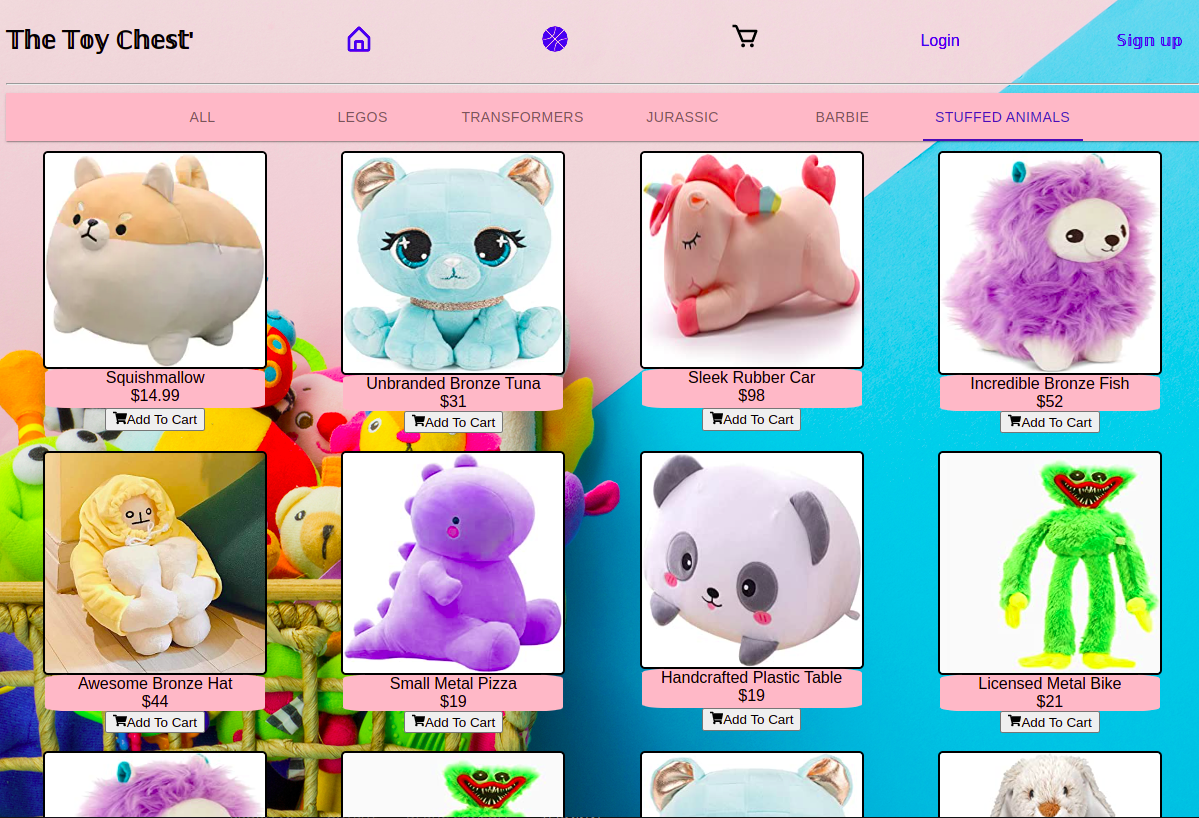 The Toy Chest'
Login
Sign up
ALL
LEGOS
TRANSFORMERS
JURASSIC
BARBIE
STUFFED ANIMALS
Squishmallow
$14.99
Add To Cart
Unbranded Bronze Tuna
$31
Add To Cart
Sleek Rubber Car
$98
Add To Cart
Incredible Bronze Fish
$52
Add To Cart
Awesome Bronze Hat
$44
Add To Cart
Small Metal Pizza
$19
Add To Cart
Handcrafted Plastic Table
$19
Add To Cart
Licensed Metal Bike
$21
Add To Cart